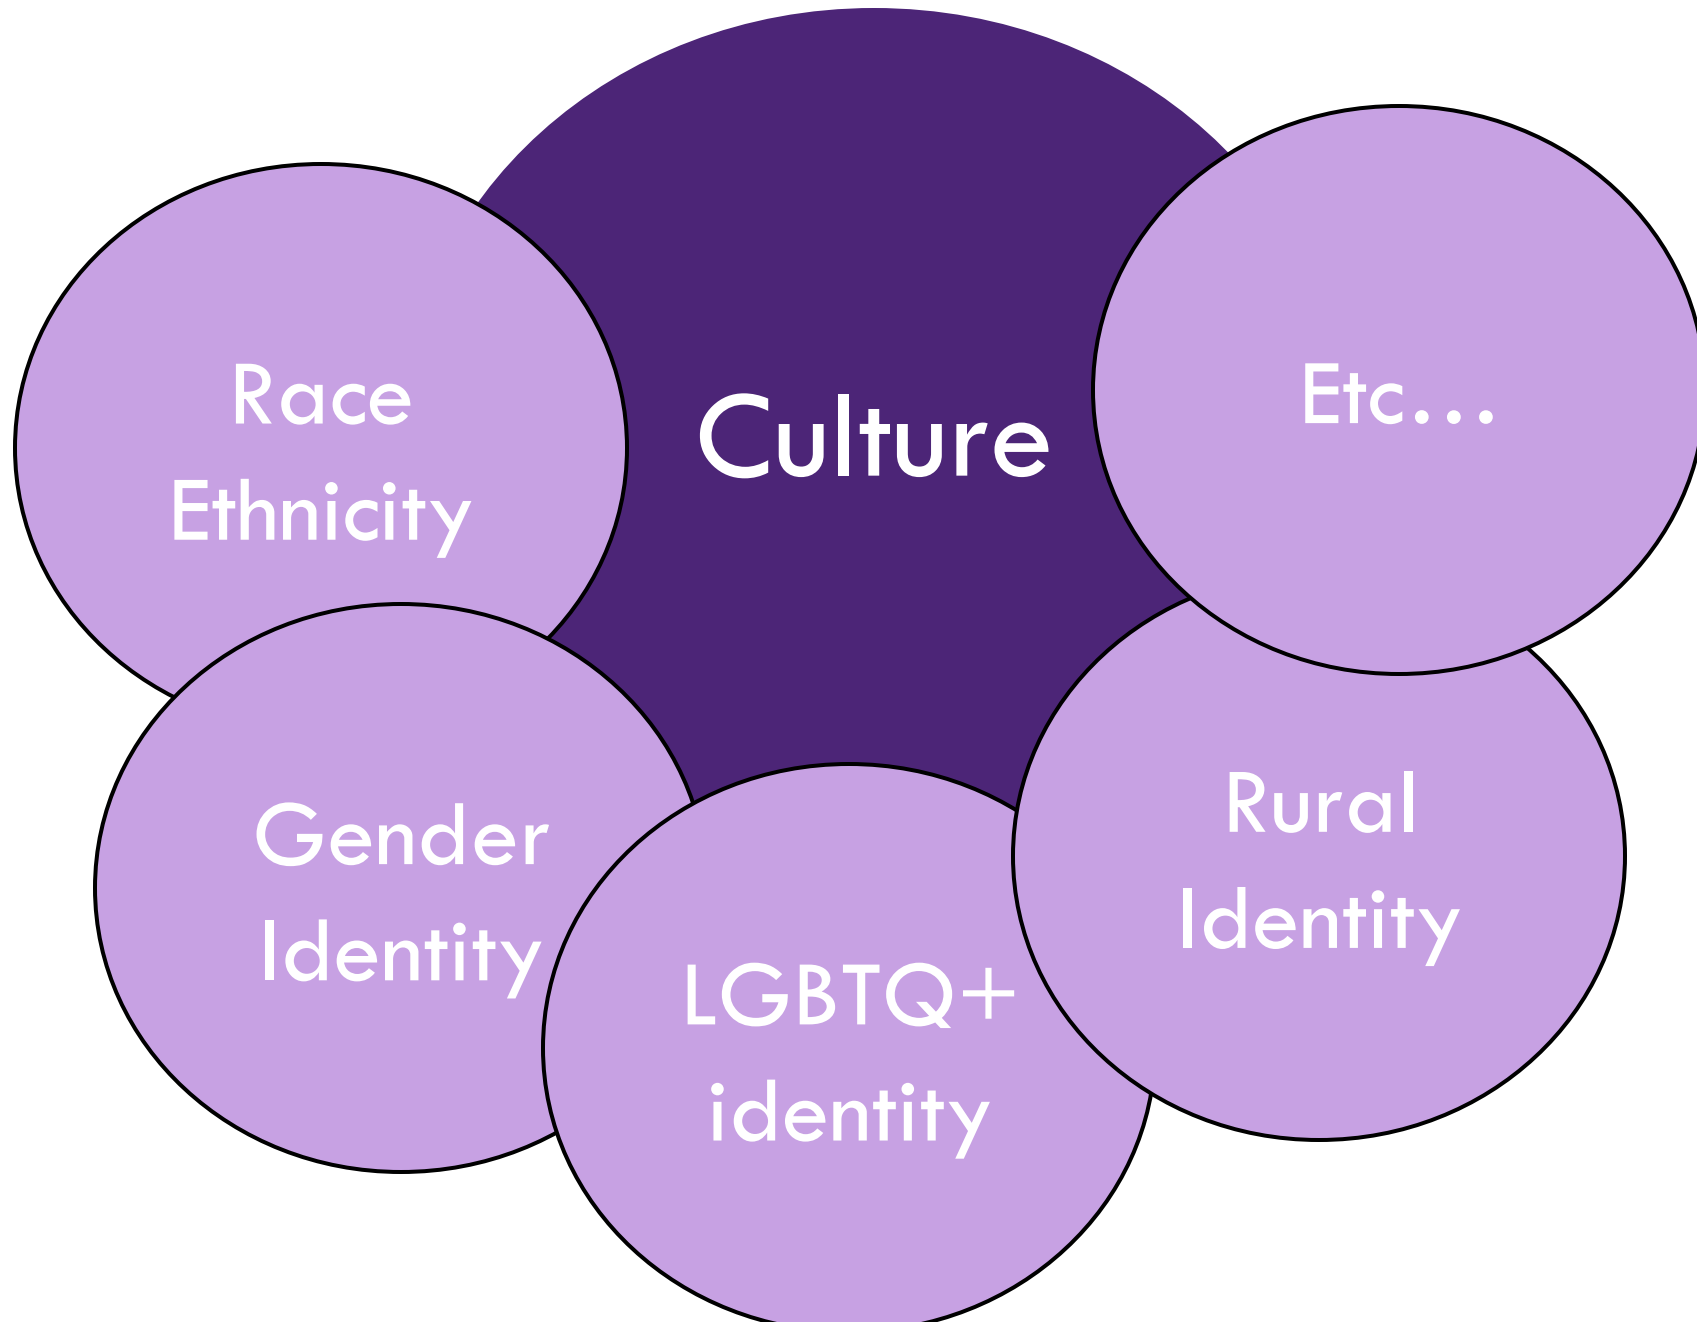 Culture
Race
Ethnicity
Gender
Identity
LGBTQ+
identity
Rural
Identity
Etc…